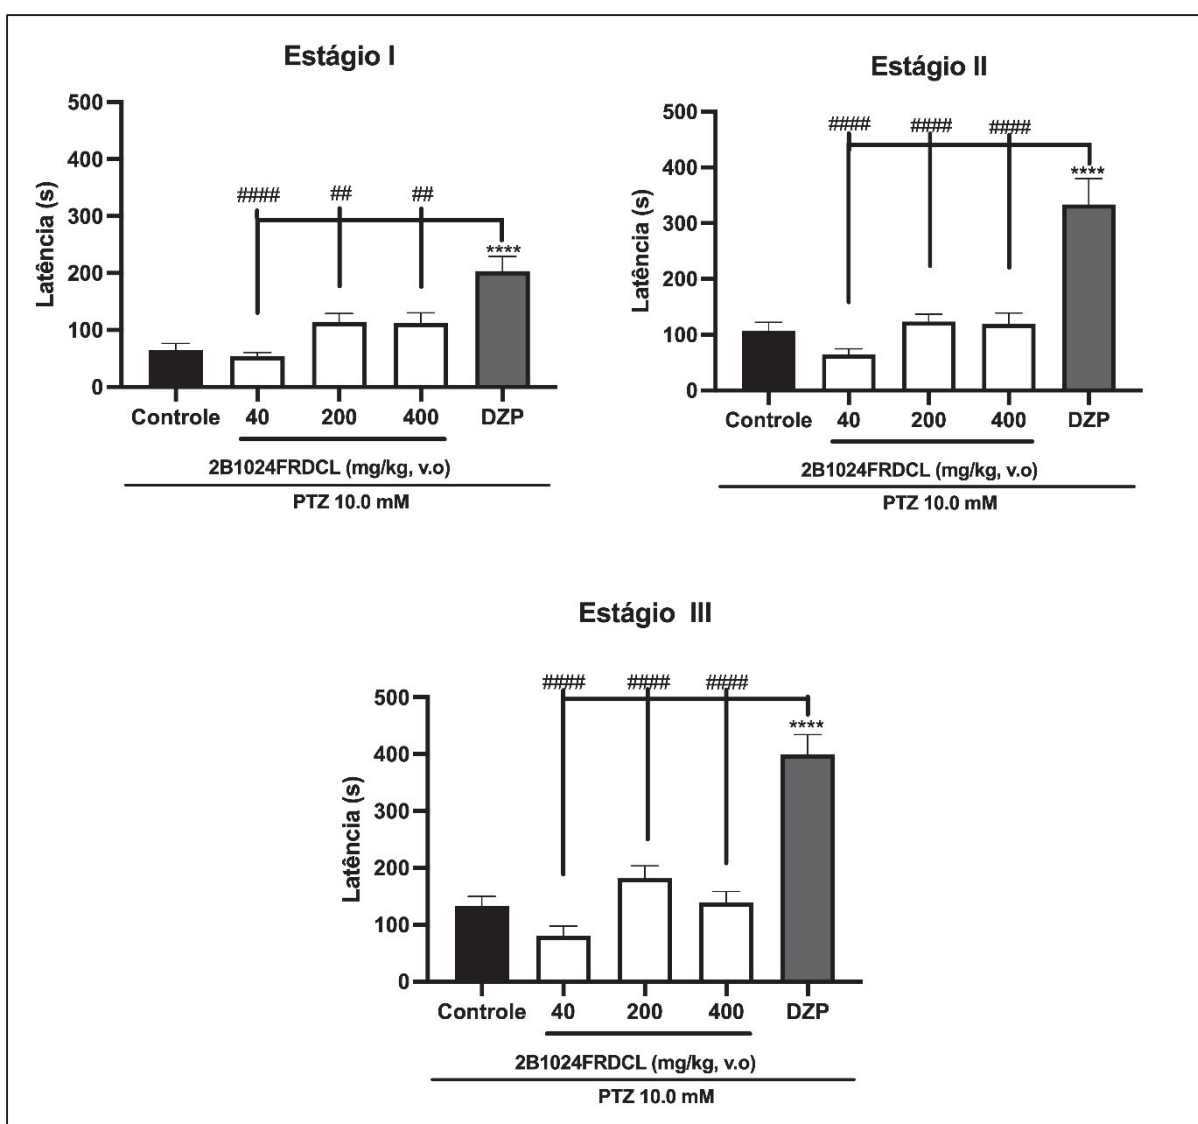 Estágio I
Latência (s)
500
400
300
200
100
0
####
##
##
****
Controle 40 200 400 DZP
2B1024FRDCL (mg/kg, v.o)
PTZ 10.0 mM
Estágio II
Latência (s)
500
400
300
200
100
0
####
####
####
****
Controle 40 200 400 DZP
2B1024FRDCL (mg/kg, v.o)
PTZ 10.0 mM
Estágio III
Latência (s)
500
400
300
200
100
0
####
####
####
****
Controle 40 200 400 DZP
2B1024FRDCL (mg/kg, v.o)
PTZ 10.0 mM